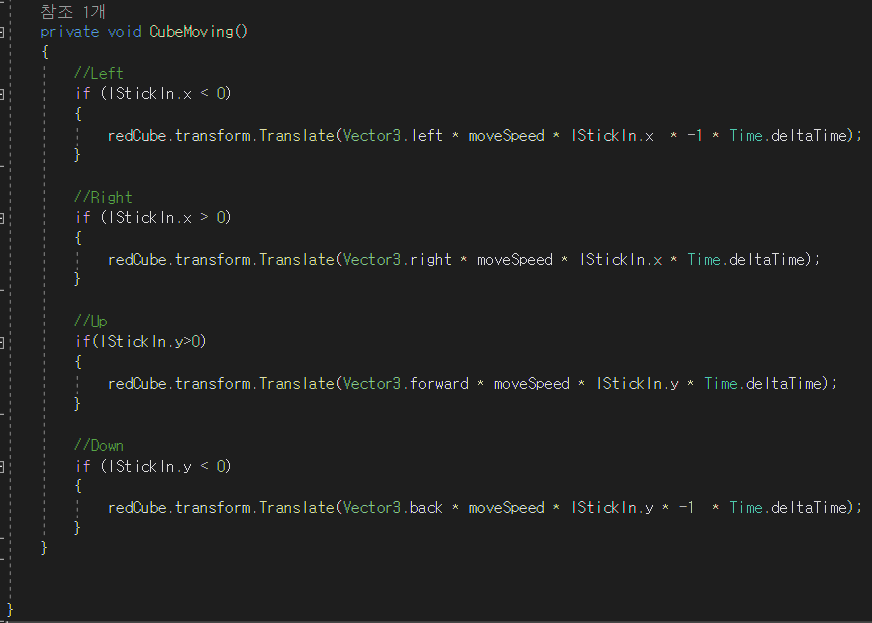 참조 1개
private void CubeMoving()
{
//Left
if (lStickIn.x < 0)
{
redCube.transform.Translate(Vector3.left * moveSpeed * lStickIn.x  * -1 * Time.deltaTime);
}
//Right
if (lStickIn.x > 0)
{
redCube.transform.Translate(Vector3.right * moveSpeed * lStickIn.x * Time.deltaTime);
}
//Up
if(lStickIn.y>0)
{
redCube.transform.Translate(Vector3.forward * moveSpeed * lStickIn.y * Time.deltaTime);
}
//Down
if (lStickIn.y < 0)
{
redCube.transform.Translate(Vector3.back * moveSpeed * lStickIn.y * -1  * Time.deltaTime);
}
}
}